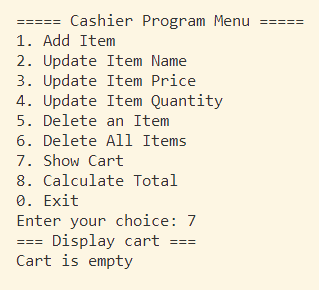 ===== Cashier Program Menu =====
1. Add Item
2. Update Item Name
3. Update Item Price
4. Update Item Quantity
5. Delete an Item
6. Delete All Items
7. Show Cart
8. Calculate Total
0. Exit
Enter your choice: 7
=== Display cart ===
Cart is empty